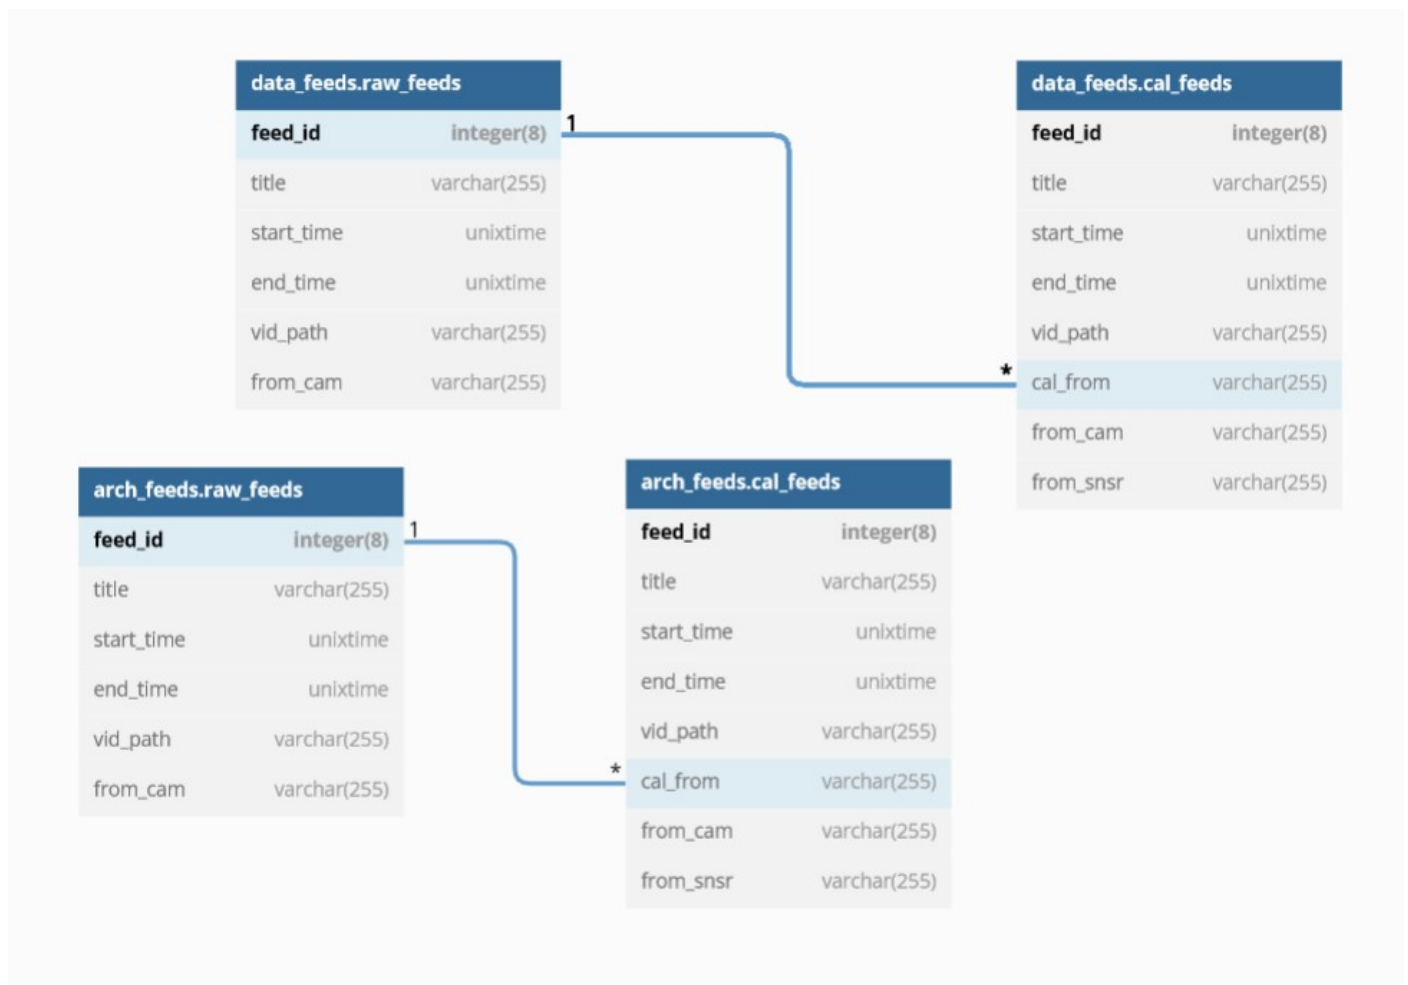 data_feeds.raw_feeds
feed_id integer(8)
title varchar(255)
start_time unixtime
end_time unixtime
vid_path varchar(255)
from_cam varchar(255)
1
data_feeds.cal_feeds
feed_id integer(8)
title varchar(255)
start_time unixtime
end_time unixtime
vid_path varchar(255)
* cal_from varchar(255)
from_cam varchar(255)
from_snsr varchar(255)
arch_feeds.raw_feeds
feed_id integer(8)
title varchar(255)
start_time unixtime
end_time unixtime
vid_path varchar(255)
from_cam varchar(255)
1
arch_feeds.cal_feeds
feed_id integer(8)
title varchar(255)
start_time unixtime
end_time unixtime
vid_path varchar(255)
* cal_from varchar(255)
from_cam varchar(255)
from_snsr varchar(255)